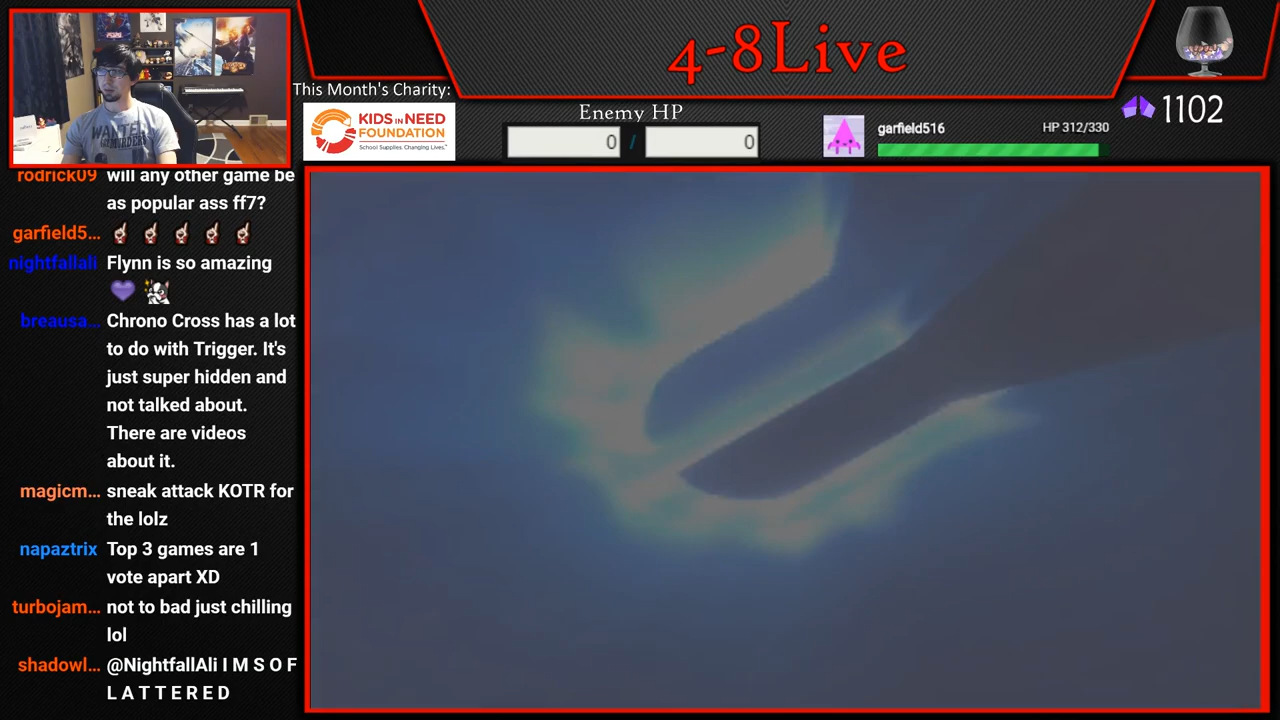 4-8Live
This Month's Charity:
KIDS IN NEED
FOUNDATION
School Supplies. Changing Lives.™
Enemy HP
0 / 0
garfield516
HP 312/330
1102
WANTED
rodrick09 will any other game be
as popular ass ff7?
garfield5...
nightfallali Flynn is so amazing
breausa... Chrono Cross has a lot
to do with Trigger. It's
just super hidden and
not talked about.
There are videos
about it.
magicm... sneak attack KOTR for
the lolz
napaztrix Top 3 games are 1
vote apart XD
turbojam... not to bad just chilling
lol
shadowl... @NightfallAli I M S O F
L A T T E R E D